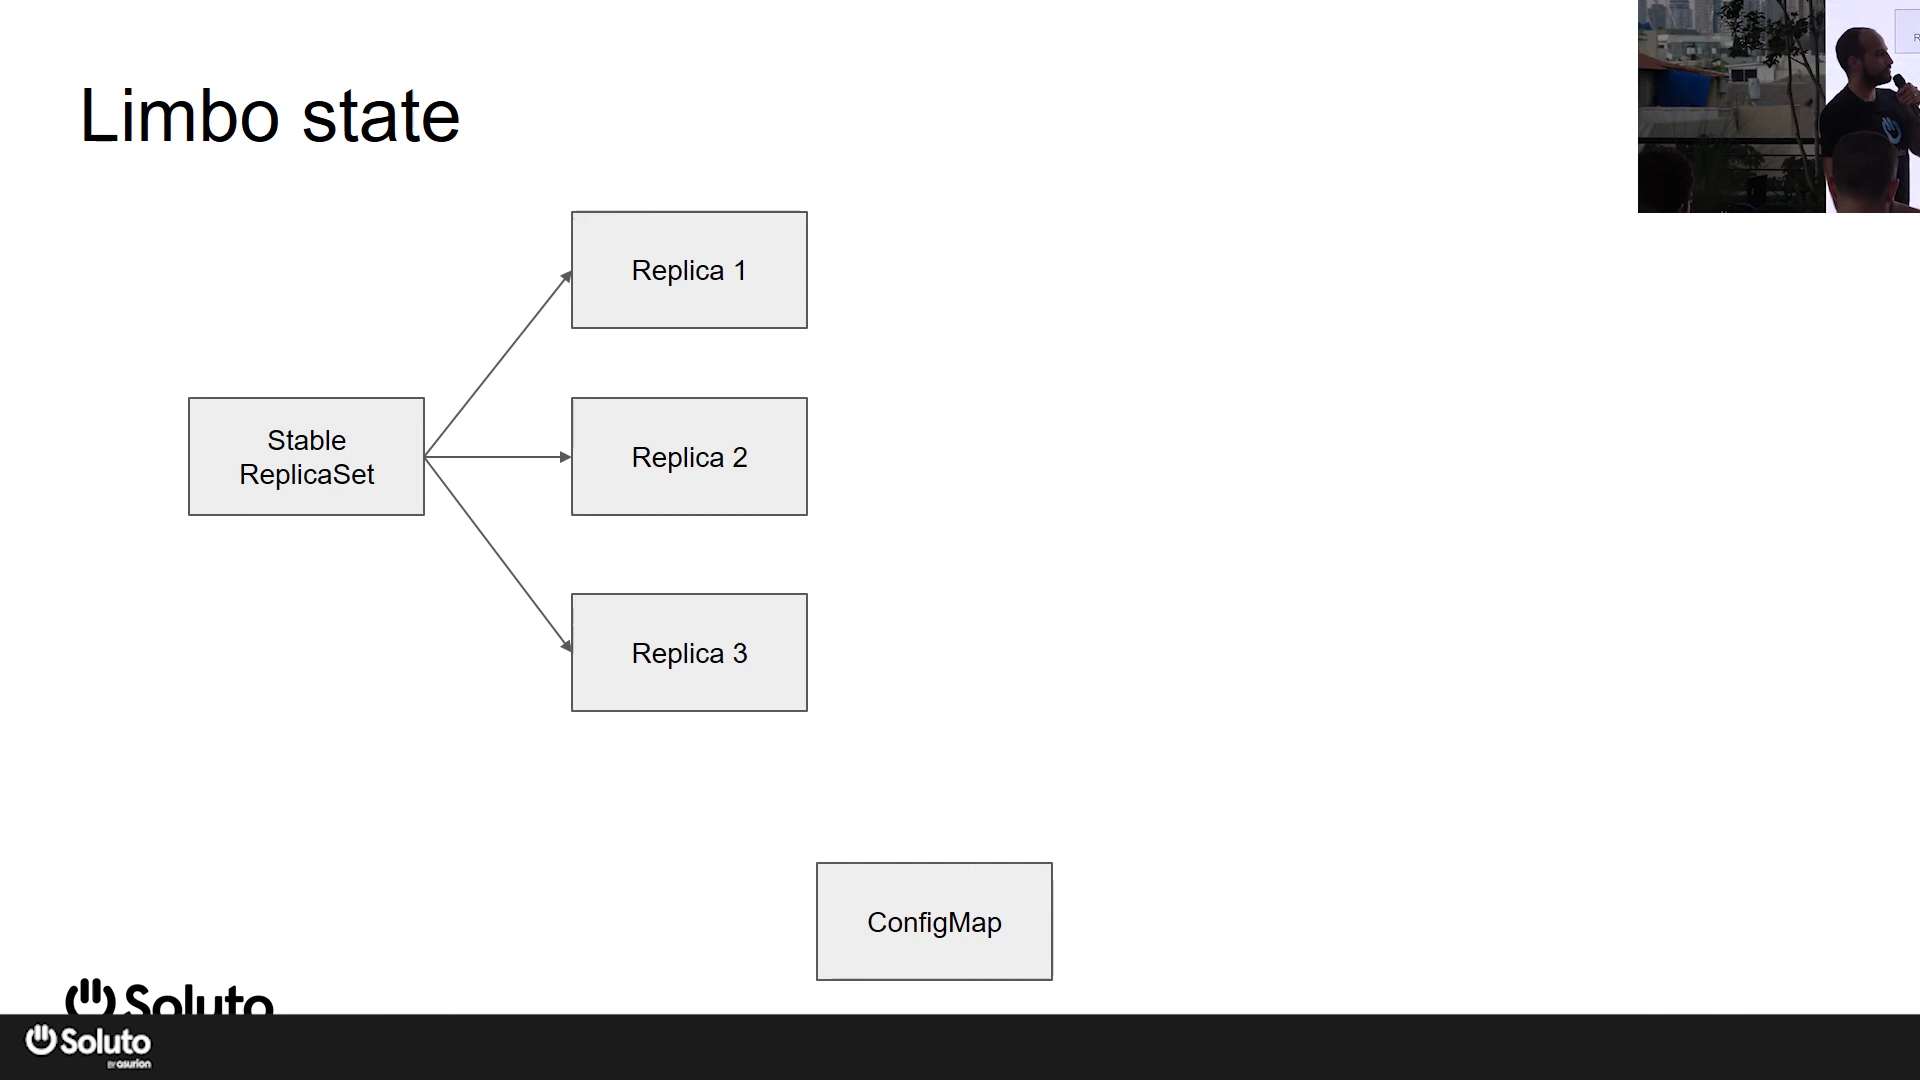 Limbo state
Replica 1
Stable
ReplicaSet
Replica 2
Replica 3
ConfigMap
Soluto
Soluto
BY asurion
R